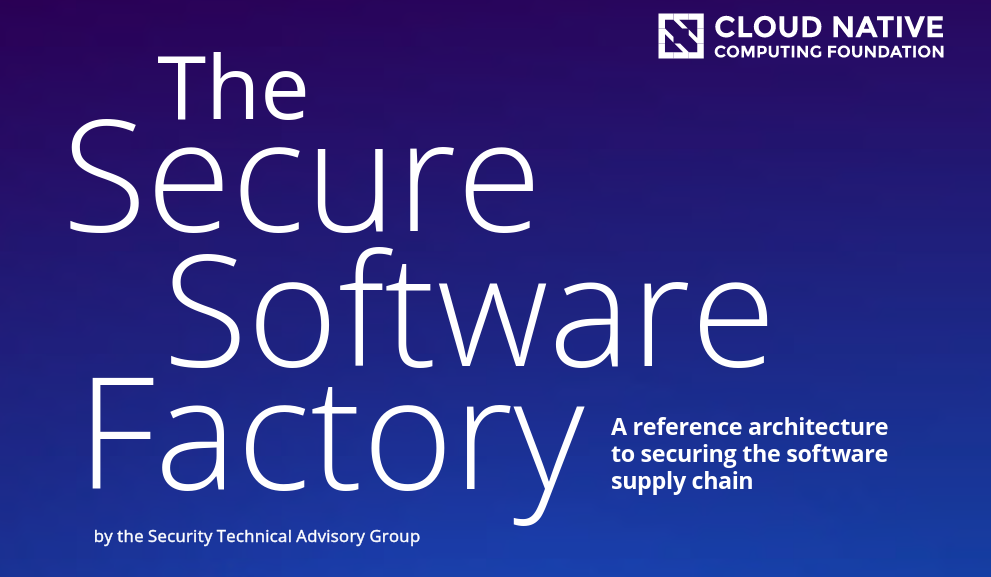 CLOUD NATIVE
COMPUTING FOUNDATION
The
Secure
Software
Factory
A reference architecture
to securing the software
supply chain
by the Security Technical Advisory Group